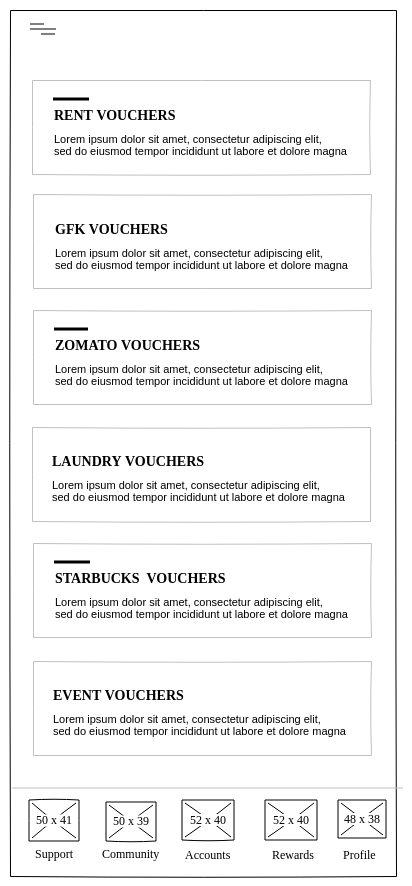 RENT VOUCHERS
Lorem ipsum dolor sit amet, consectetur adipiscing elit,
sed do eiusmod tempor incididunt ut labore et dolore magna
GFK VOUCHERS
Lorem ipsum dolor sit amet, consectetur adipiscing elit,
sed do eiusmod tempor incididunt ut labore et dolore magna
ZOMATO VOUCHERS
Lorem ipsum dolor sit amet, consectetur adipiscing elit,
sed do eiusmod tempor incididunt ut labore et dolore magna
LAUNDRY VOUCHERS
Lorem ipsum dolor sit amet, consectetur adipiscing elit,
sed do eiusmod tempor incididunt ut labore et dolore magna
STARBUCKS  VOUCHERS
Lorem ipsum dolor sit amet, consectetur adipiscing elit,
sed do eiusmod tempor incididunt ut labore et dolore magna
EVENT VOUCHERS
Lorem ipsum dolor sit amet, consectetur adipiscing elit,
sed do eiusmod tempor incididunt ut labore et dolore magna
50 x 41 50 x 39 52 x 40 52 x 40 48 x 38
Support Community Accounts Rewards Profile